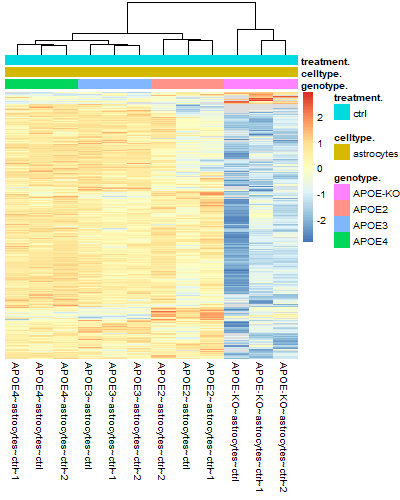 treatment.
celltype.
genotype.
treatment.
ctrl
celltype.
astrocytes
genotype.
APOE-KO
APOE2
APOE3
APOE4
3
2
1
0
-1
-2
APOE4~astrocytes~ctrl~1
APOE4~astrocytes~ctrl
APOE4~astrocytes~ctrl~2
APOE3~astrocytes~ctrl
APOE3~astrocytes~ctrl~1
APOE3~astrocytes~ctrl~2
APOE2~astrocytes~ctrl~2
APOE2~astrocytes~ctrl
APOE2~astrocytes~ctrl~1
APOE-KO~astrocytes~ctrl
APOE-KO~astrocytes~ctrl~1
APOE-KO~astrocytes~ctrl~2